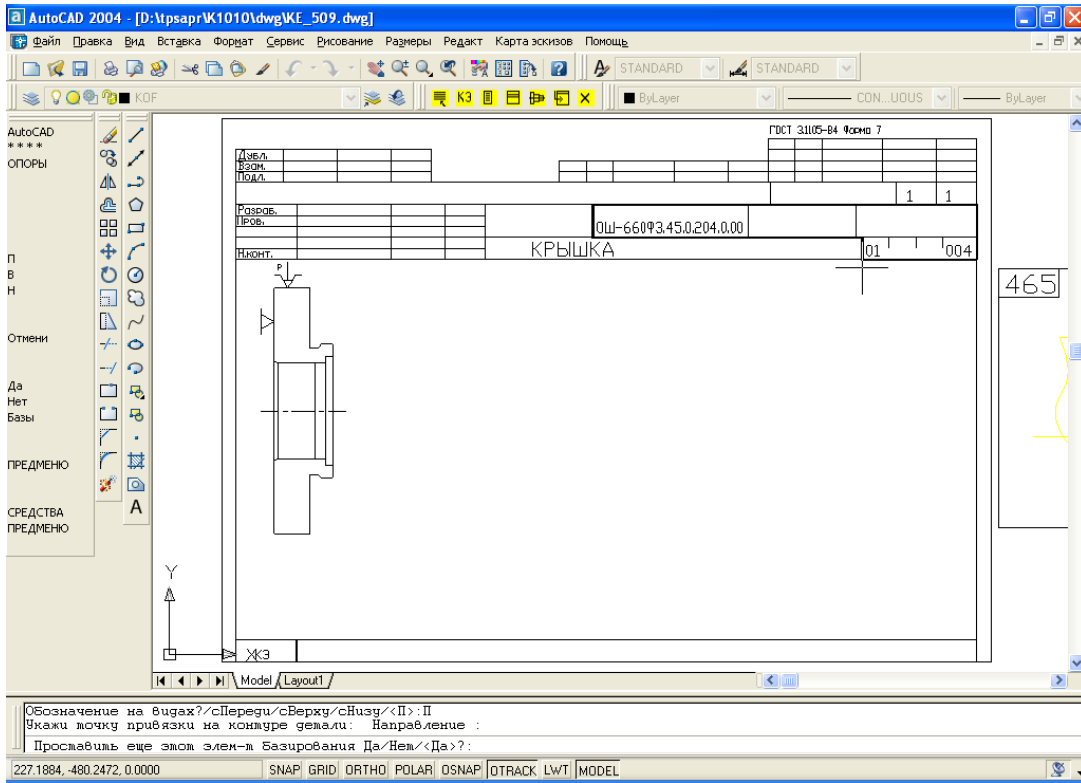 AutoCAD 2004 - [D:\tpsapr\K1010\dwg\KE_509.dwg]
Файл Правка Вид Вставка Формат Сервис Рисование Размеры Редакт Карта эскизов Помощь
STANDARD STANDARD
KOF КЭ ByLayer CON...UOUS ByLayer
AutoCAD
* * * *
ОПОРЫ
П
В
Н
Отмени
Да
Нет
Базы
ПРЕДМЕНЮ
СРЕДСТВА
ПРЕДМЕНЮ
A
ГОСТ 3.1105-84 Форма 7
Дубл.
Взам.
Подл.
1 1
Разраб.
Пров.
ОШ-660Ф3.45.0.204.0.00
Н.конт. КРЫШКА 01 004
P
465
Y
X
КЭ
Model Layout1
Обозначение на видах?/сПереди/сВерху/сНизу/<П>:П
Укажи точку привязки на контуре детали: Направление :
Проставить еще этот элем-т базирования Да/Нет/<Да>?:
227.1884, -480.2472, 0.0000 SNAP GRID ORTHO POLAR OSNAP OTRACK LWT MODEL